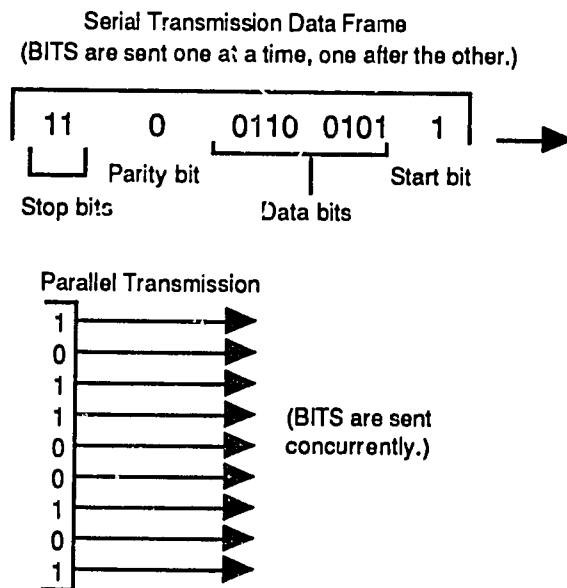 Serial Transmission Data Frame
(BITS are sent one at a time, one after the other.)
11 0 0110 0101 1
Parity bit Start bit
Stop bits Data bits
Parallel Transmission
1
0
1
1
0
0
1
0
1
(BITS are sent
concurrently.)